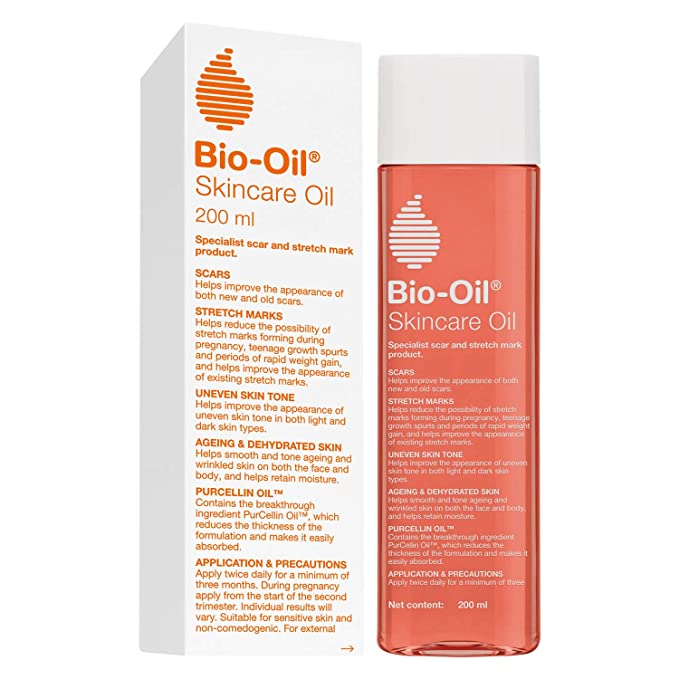 Bio-Oil®
Skincare Oil
200 ml
Specialist scar and stretch mark
product.
SCARS
Helps improve the appearance of
both new and old scars.
STRETCH MARKS
Helps reduce the possibility of
stretch marks forming during
pregnancy, teenage growth spurts
and periods of rapid weight gain,
and helps improve the appearance
of existing stretch marks.
UNEVEN SKIN TONE
Helps improve the appearance of
uneven skin tone in both light and
dark skin types.
AGEING & DEHYDRATED SKIN
Helps smooth and tone ageing and
wrinkled skin on both the face and
body, and helps retain moisture.
PURCELLIN OIL™
Contains the breakthrough
ingredient PurCellin Oil™, which
reduces the thickness of the
formulation and makes it easily
absorbed.
APPLICATION & PRECAUTIONS
Apply twice daily for a minimum of
three months. During pregnancy
apply from the start of the second
trimester. Individual results will
vary. Suitable for sensitive skin and
non-comedogenic. For external
→
Bio-Oil®
Skincare Oil
Specialist scar and stretch mark
product.
SCARS
Helps improve the appearance of both
new and old scars.
STRETCH MARKS
Helps reduce the possibility of stretch
marks forming during pregnancy, teenage
growth spurts and periods of rapid weight
gain, and helps improve the appearance
of existing stretch marks.
UNEVEN SKIN TONE
Helps improve the appearance of uneven
skin tone in both light and dark skin
types.
AGEING & DEHYDRATED SKIN
Helps smooth and tone ageing and
wrinkled skin on both the face and body,
and helps retain moisture.
PURCELLIN OIL™
Contains the breakthrough ingredient
PurCellin Oil™, which reduces the
thickness of the formulation and makes it
easily absorbed.
APPLICATION & PRECAUTIONS
Apply twice daily for a minimum of three
Net content: 200 ml